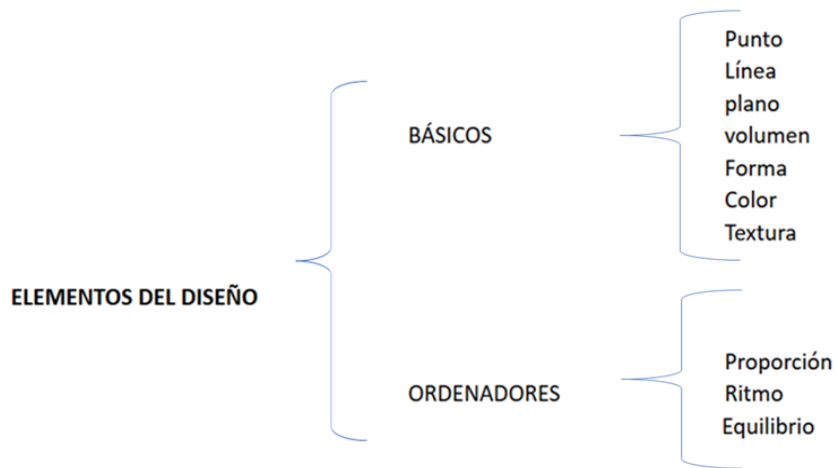 ELEMENTOS DEL DISEÑO
BÁSICOS
Punto
Línea
plano
volumen
Forma
Color
Textura
ORDENADORES
Proporción
Ritmo
Equilibrio